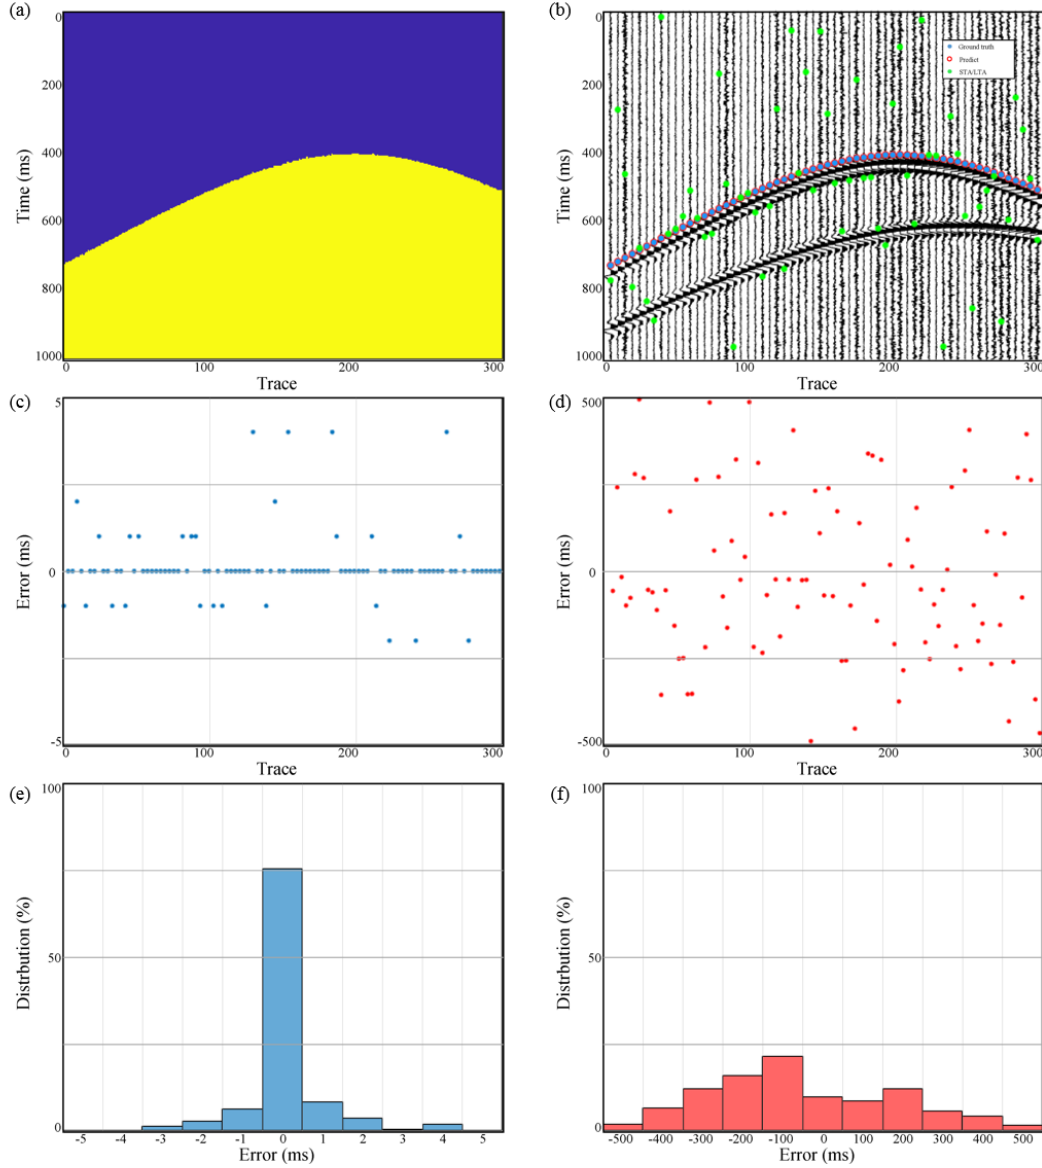 (a)
0
200
400
600
800
1000
Time (ms)
0
100
200
300
Trace
(b)
0
200
400
600
800
1000
Time (ms)
Ground truth
Predict
STA/LTA
0
100
200
300
Trace
(c)
5
0
-5
Error (ms)
0
100
200
300
Trace
(d)
500
0
-500
Error (ms)
0
100
200
300
Trace
(e)
100
50
0
Distrbution (%)
-5 -4 -3 -2 -1 0 1 2 3 4 5
Error (ms)
(f)
100
50
0
Distrbution (%)
-500 -400 -300 -200 -100 0 100 200 300 400 500
Error (ms)